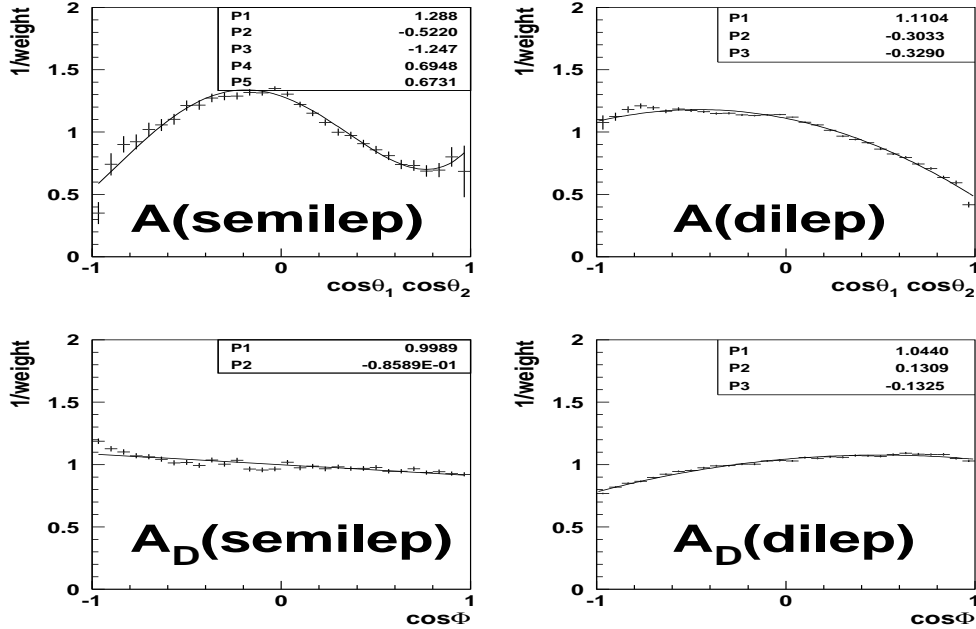 1/weight
2
1.5
1
0.5
0
P1 1.288
P2 -0.5220
P3 -1.247
P4 0.6948
P5 0.6731
A(semilep)
-1 0 1
cosθ1 cosθ2
1/weight
2
1.5
1
0.5
0
P1 1.1104
P2 -0.3033
P3 -0.3290
A(dilep)
-1 0 1
cosθ1 cosθ2
1/weight
2
1.5
1
0.5
0
P1 0.9989
P2 -0.8589E-01
AD(semilep)
-1 0 1
cosΦ
1/weight
2
1.5
1
0.5
0
P1 1.0440
P2 0.1309
P3 -0.1325
AD(dilep)
-1 0 1
cosΦ